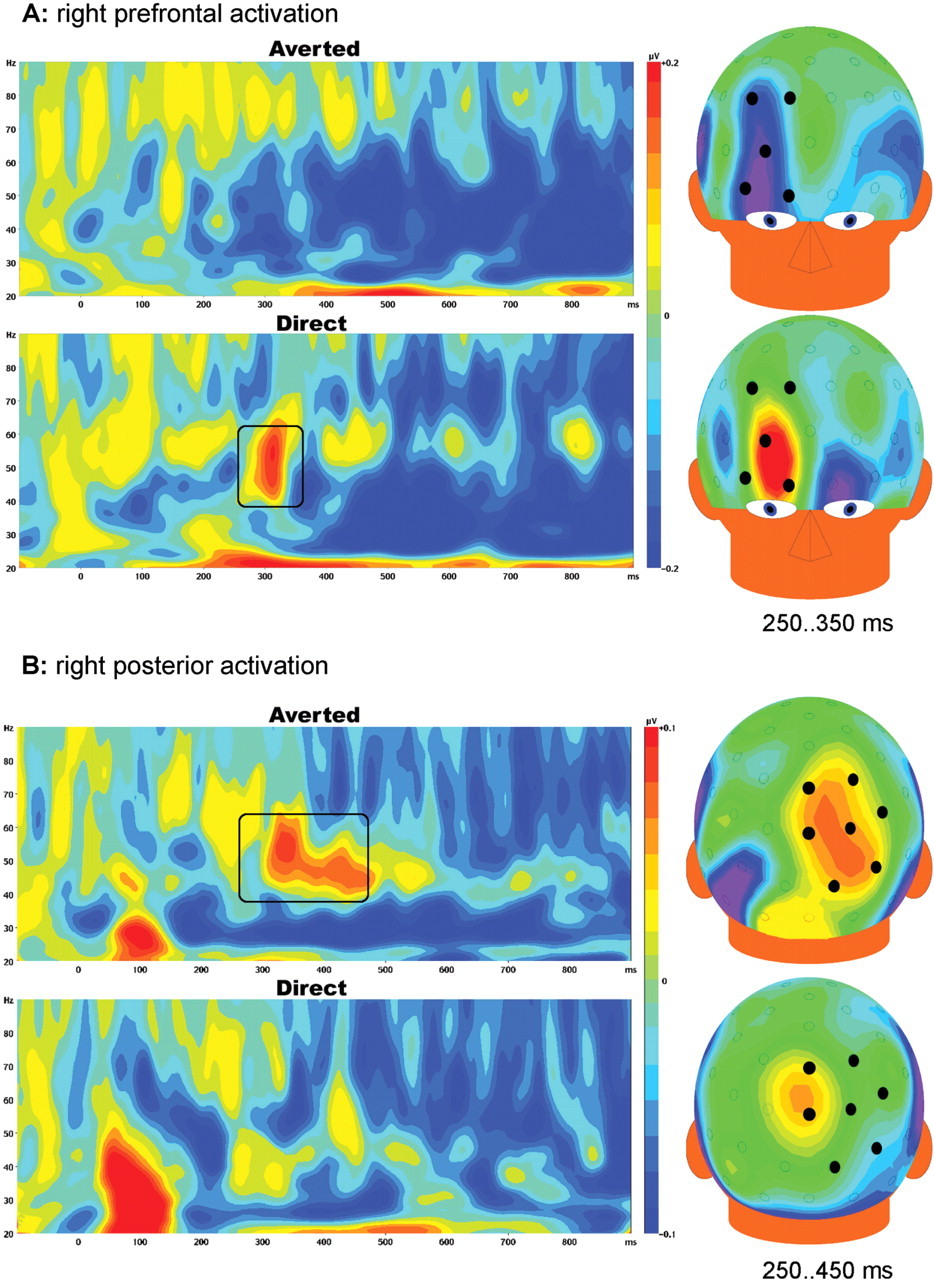 A: right prefrontal activation
Averted
Hz
80
70
60
50
40
30
20
0 100 200 300 400 500 600 700 800 ms
µV
+0.2
0
-0.2
Direct
Hz
80
70
60
50
40
30
20
0 100 200 300 400 500 600 700 800 ms
250..350 ms
B: right posterior activation
Averted
Hz
80
70
60
50
40
30
20
0 100 200 300 400 500 600 700 800 ms
µV
+0.1
0
-0.1
Direct
Hz
80
70
60
50
40
30
20
0 100 200 300 400 500 600 700 800 ms
250..450 ms